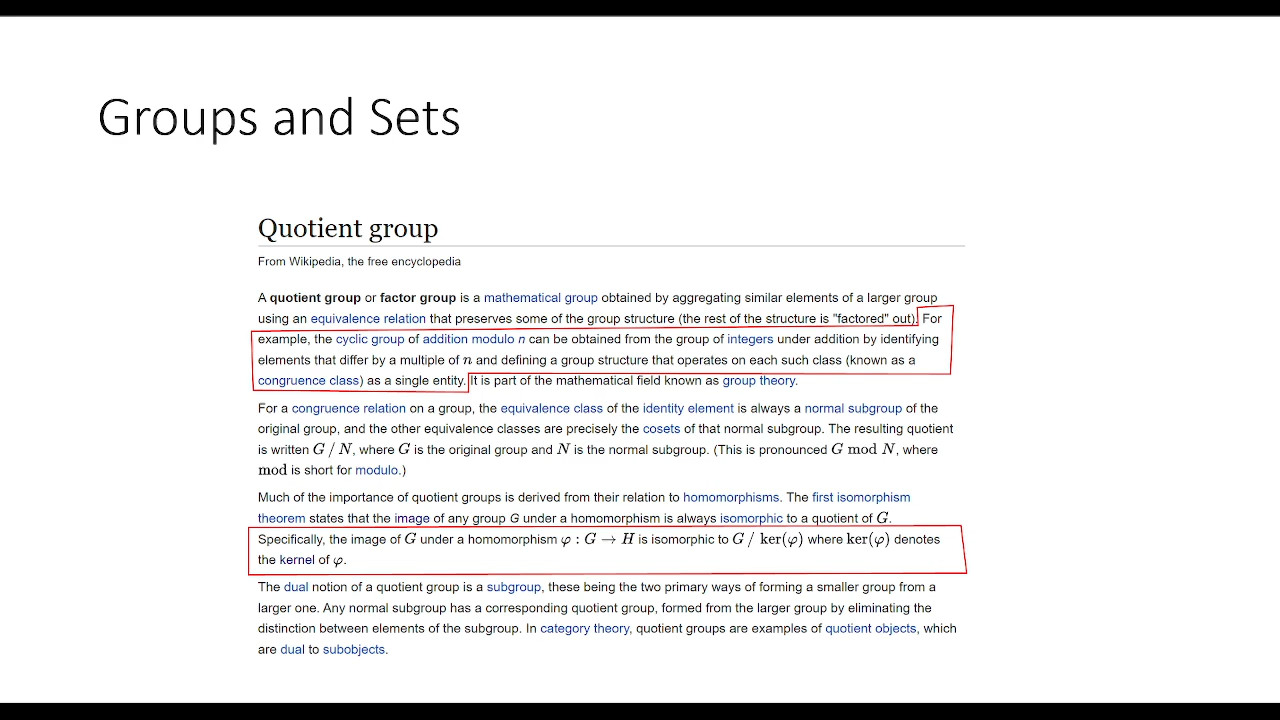 Groups and Sets
Quotient group
From Wikipedia, the free encyclopedia
A quotient group or factor group is a mathematical group obtained by aggregating similar elements of a larger group
using an equivalence relation that preserves some of the group structure (the rest of the structure is "factored" out). For
example, the cyclic group of addition modulo n can be obtained from the group of integers under addition by identifying
elements that differ by a multiple of n and defining a group structure that operates on each such class (known as a
congruence class) as a single entity. It is part of the mathematical field known as group theory.
For a congruence relation on a group, the equivalence class of the identity element is always a normal subgroup of the
original group, and the other equivalence classes are precisely the cosets of that normal subgroup. The resulting quotient
is written G / N, where G is the original group and N is the normal subgroup. (This is pronounced G mod N, where
mod is short for modulo.)
Much of the importance of quotient groups is derived from their relation to homomorphisms. The first isomorphism
theorem states that the image of any group G under a homomorphism is always isomorphic to a quotient of G.
Specifically, the image of G under a homomorphism φ : G → H is isomorphic to G / ker(φ) where ker(φ) denotes
the kernel of φ.
The dual notion of a quotient group is a subgroup, these being the two primary ways of forming a smaller group from a
larger one. Any normal subgroup has a corresponding quotient group, formed from the larger group by eliminating the
distinction between elements of the subgroup. In category theory, quotient groups are examples of quotient objects, which
are dual to subobjects.